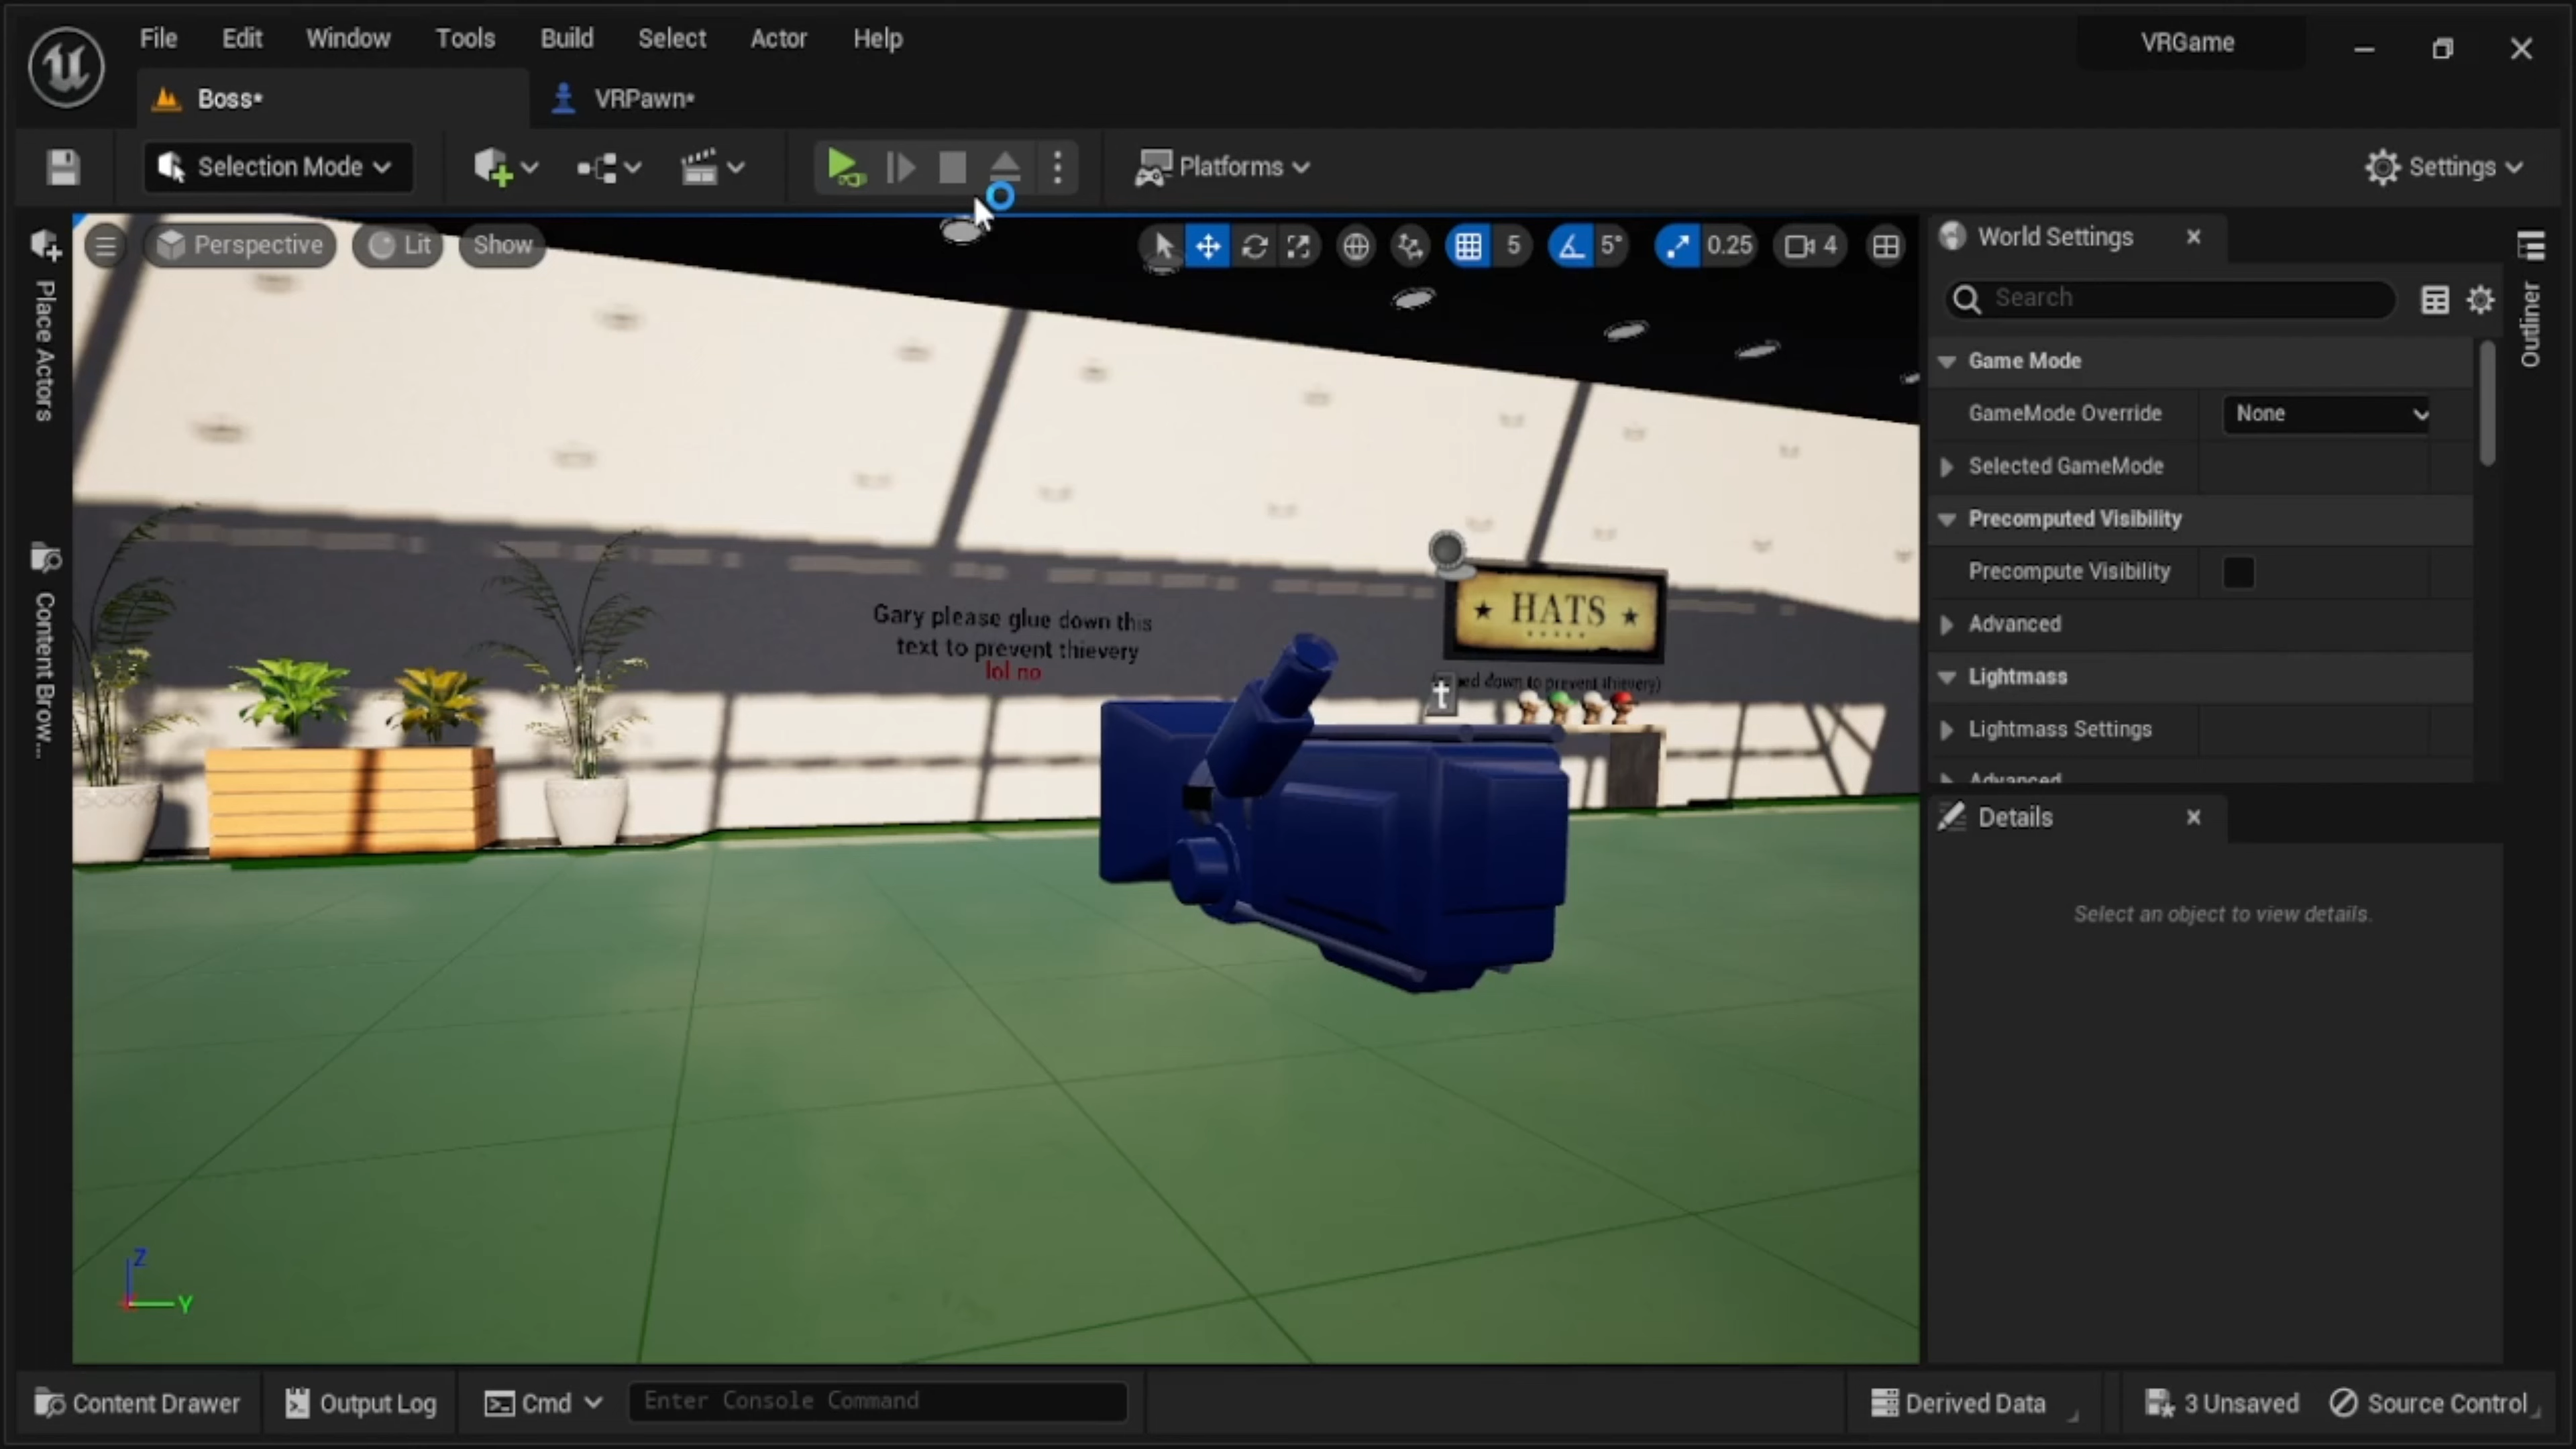 File Edit Window Tools Build Select Actor Help
VRGame
Boss•
VRPawn•
Selection Mode
Platforms
Settings
Perspective
Lit
Show
5
5°
0.25
4
World Settings
Search
Game Mode
GameMode Override
None
Selected GameMode
Precomputed Visibility
Precompute Visibility
Advanced
Lightmass
Lightmass Settings
Advanced
Details
Select an object to view details.
Place Actors
Content Brow...
Outliner
Gary please glue down this
text to prevent thievery
lol no
★ HATS ★
down to prevent thievery)
Z
Y
Content Drawer
Output Log
Cmd
Enter Console Command
Derived Data
3 Unsaved
Source Control